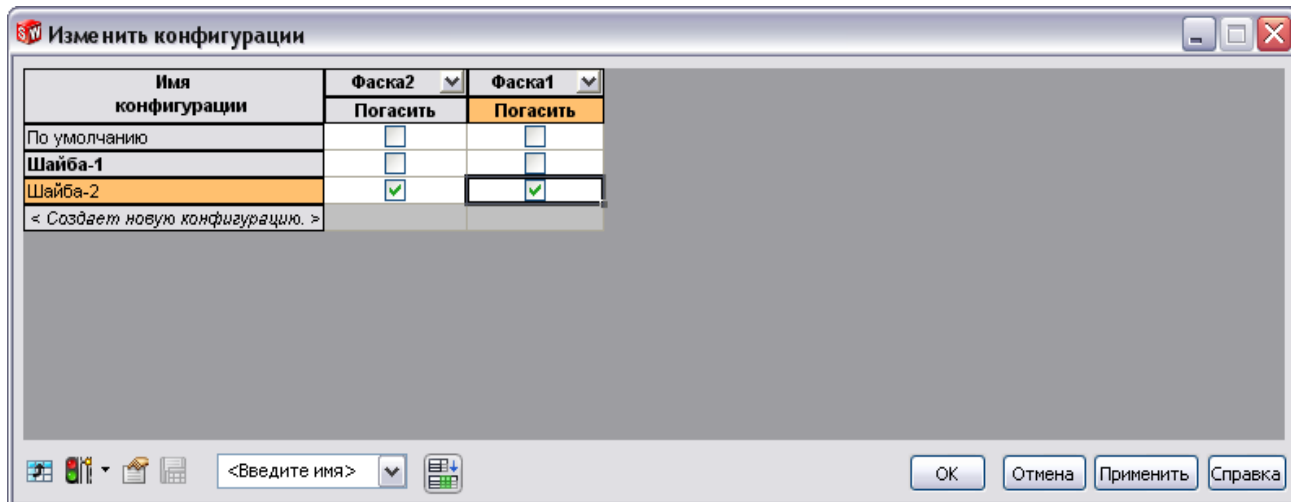 Изменить конфигурации
Имя конфигурации
Фаска2
Фаска1
Погасить
Погасить
По умолчанию
Шайба-1
Шайба-2
< Создает новую конфигурацию. >
<Введите имя>
OK
Отмена
Применить
Справка